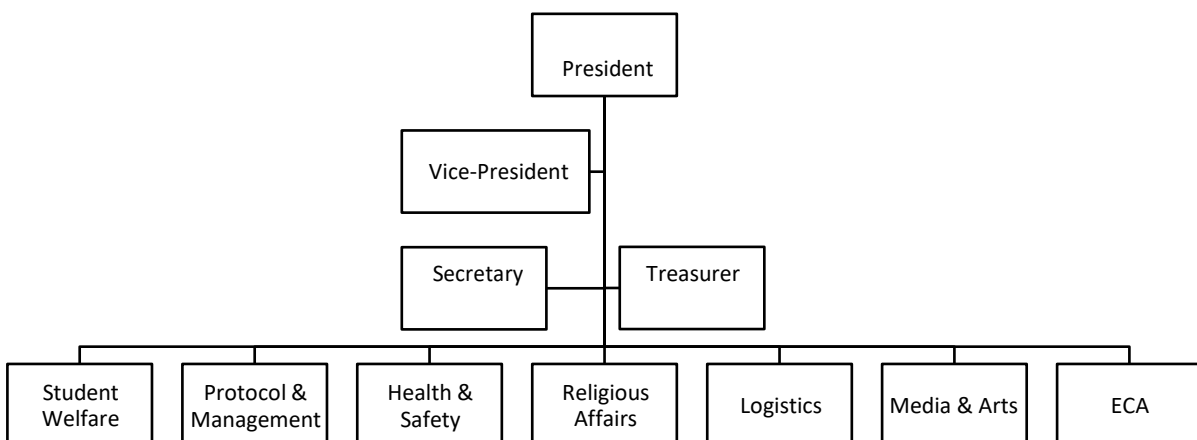 President
Vice-President
Secretary
Treasurer
Student
Welfare
Protocol &
Management
Health &
Safety
Religious
Affairs
Logistics
Media & Arts
ECA